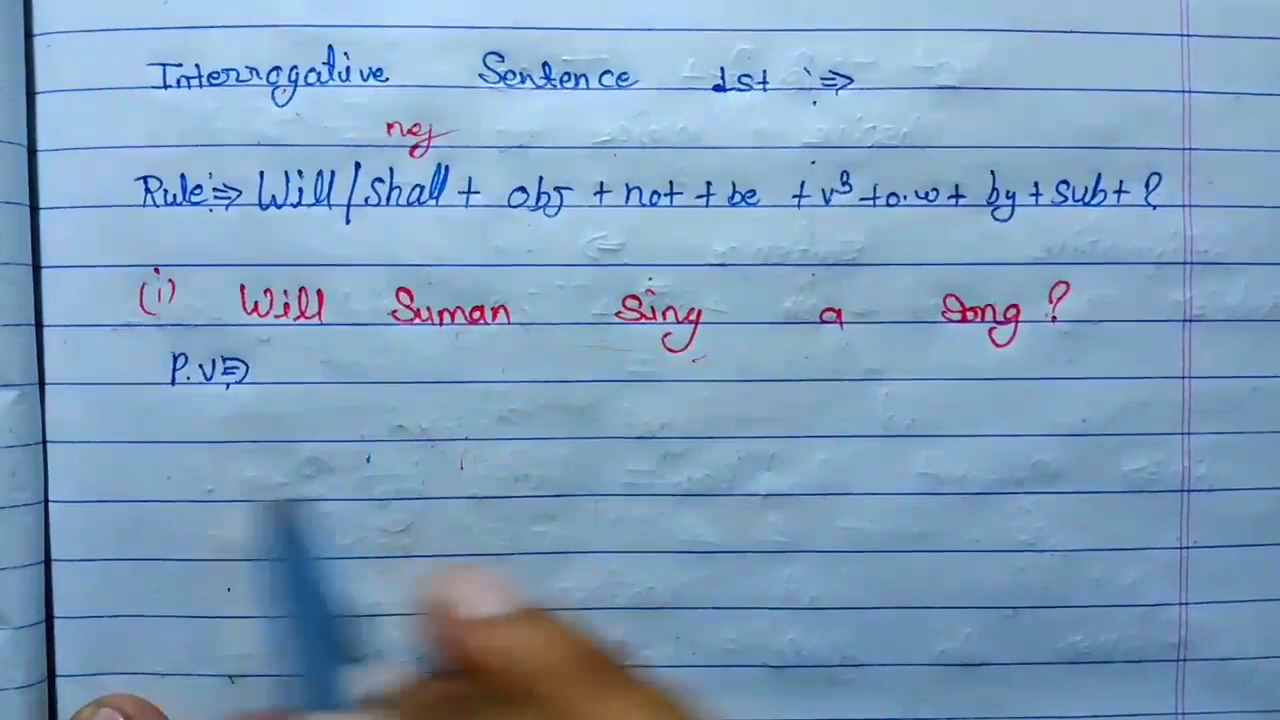 Interrogative Sentence 1st :⇒
neg
Rule:⇒ Will/shall + obj + not + be + v³ + o.w + by + sub + ?
(i) Will Suman sing a song?
P.V:⇒